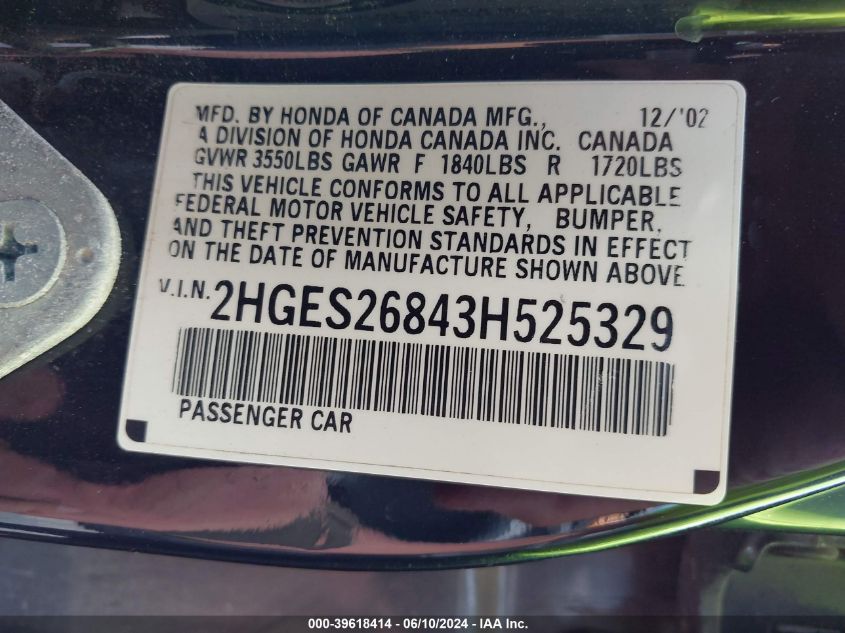 MFD. BY HONDA OF CANADA MFG., 12/'02
A DIVISION OF HONDA CANADA INC. CANADA
GVWR 3550LBS GAWR F 1840LBS R 1720LBS
THIS VEHICLE CONFORMS TO ALL APPLICABLE
FEDERAL MOTOR VEHICLE SAFETY, BUMPER,
AND THEFT PREVENTION STANDARDS IN EFFECT
ON THE DATE OF MANUFACTURE SHOWN ABOVE
V.I.N. 2HGES26843H525329
PASSENGER CAR
000-39618414 - 06/10/2024 - IAA Inc.